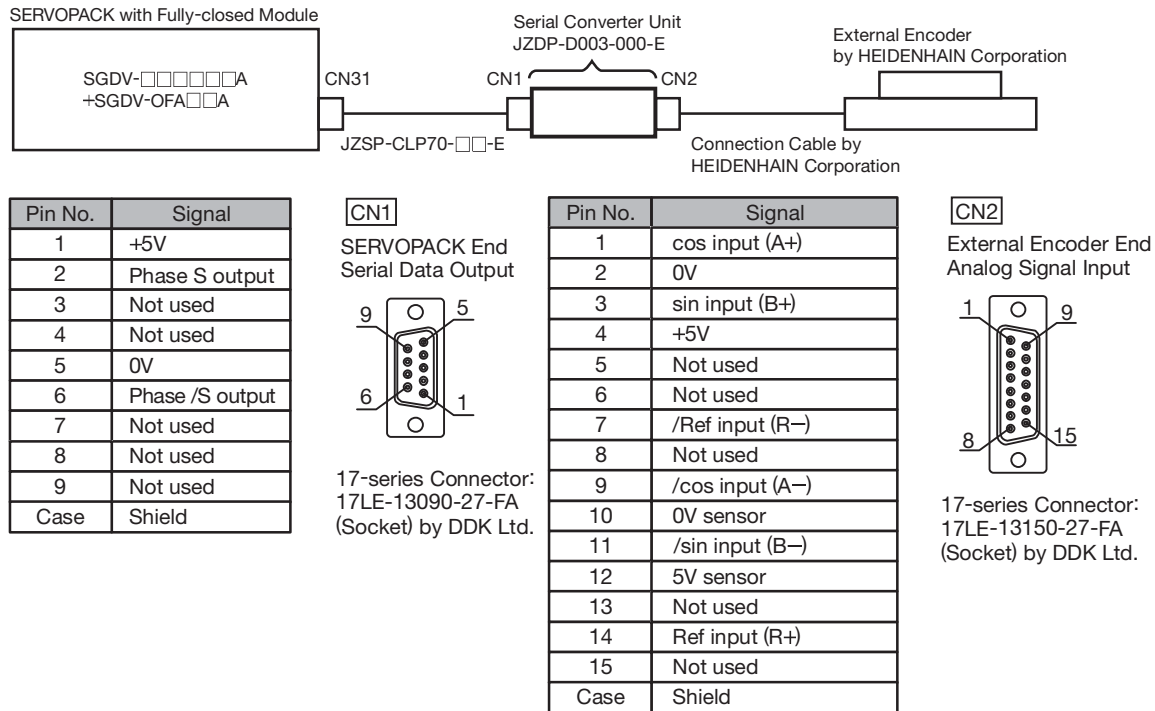 SERVOPACK with Fully-closed Module
SGDV-□□□□□□A
+SGDV-OFA□□A
CN31
JZSP-CLP70-□□-E
Serial Converter Unit
JZDP-D003-000-E
CN1
CN2
Connection Cable by
HEIDENHAIN Corporation
External Encoder
by HEIDENHAIN Corporation
Pin No. Signal
1 +5V
2 Phase S output
3 Not used
4 Not used
5 0V
6 Phase /S output
7 Not used
8 Not used
9 Not used
Case Shield
CN1
SERVOPACK End
Serial Data Output
9 5
6 1
17-series Connector:
17LE-13090-27-FA
(Socket) by DDK Ltd.
Pin No. Signal
1 cos input (A+)
2 0V
3 sin input (B+)
4 +5V
5 Not used
6 Not used
7 /Ref input (R−)
8 Not used
9 /cos input (A−)
10 0V sensor
11 /sin input (B−)
12 5V sensor
13 Not used
14 Ref input (R+)
15 Not used
Case Shield
CN2
External Encoder End
Analog Signal Input
1 9
8 15
17-series Connector:
17LE-13150-27-FA
(Socket) by DDK Ltd.